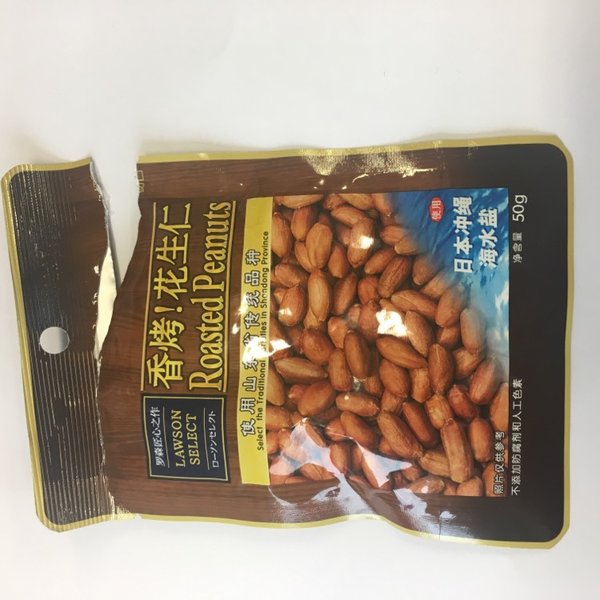 罗森匠心之作
LAWSON
SELECT
ローソンセレクト
香烤!花生仁
Roasted Peanuts
使用山东省传统品种
Select the Traditional in Shandong Province
使用
日本冲绳
海水盐
净含量 50g
照片仅供参考
不添加防腐剂和人工色素